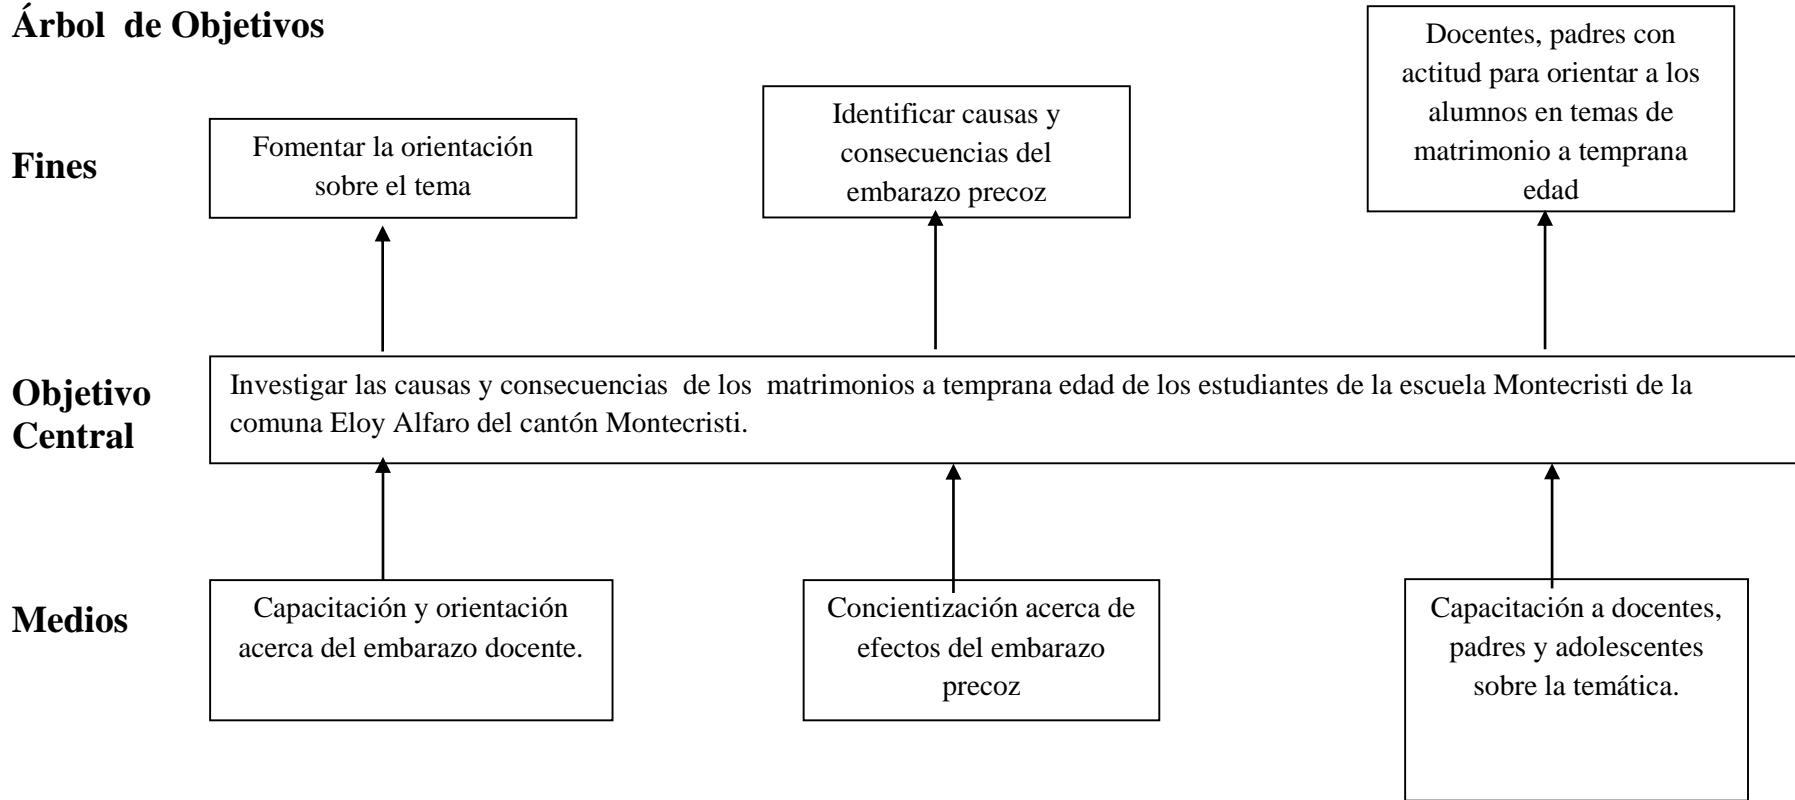 Árbol  de Objetivos
Fines
Fomentar la orientación
sobre el tema
Identificar causas y
consecuencias del
embarazo precoz
Docentes, padres con
actitud para orientar a los
alumnos en temas de
matrimonio a temprana
edad
Objetivo
Central
Investigar las causas y consecuencias  de los  matrimonios a temprana edad de los estudiantes de la escuela Montecristi de la
comuna Eloy Alfaro del cantón Montecristi.
Medios
Capacitación y orientación
acerca del embarazo docente.
Concientización acerca de
efectos del embarazo
precoz
Capacitación a docentes,
padres y adolescentes
sobre la temática.